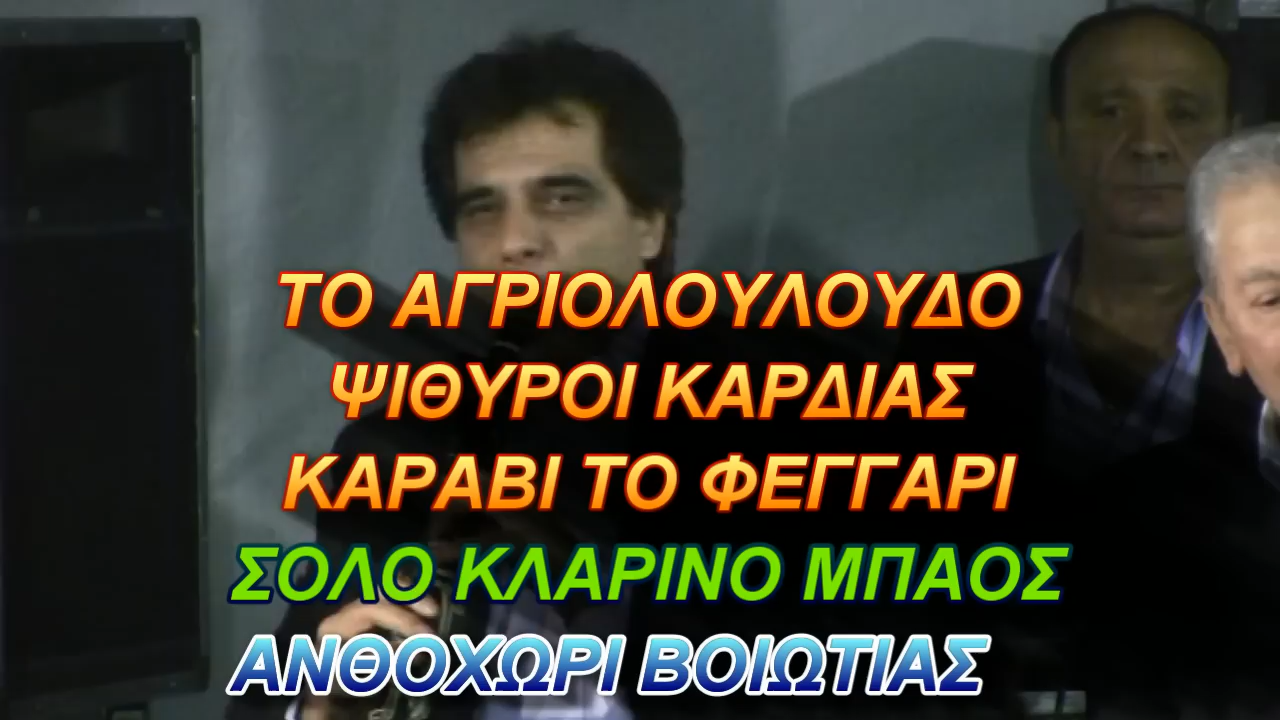 ΤΟ ΑΓΡΙΟΛΟΥΛΟΥΔΟ
ΨΙΘΥΡΟΙ ΚΑΡΔΙΑΣ
ΚΑΡΑΒΙ ΤΟ ΦΕΓΓΑΡΙ
ΣΟΛΟ ΚΛΑΡΙΝΟ ΜΠΑΟΣ
ΑΝΘΟΧΩΡΙ ΒΟΙΩΤΙΑΣ